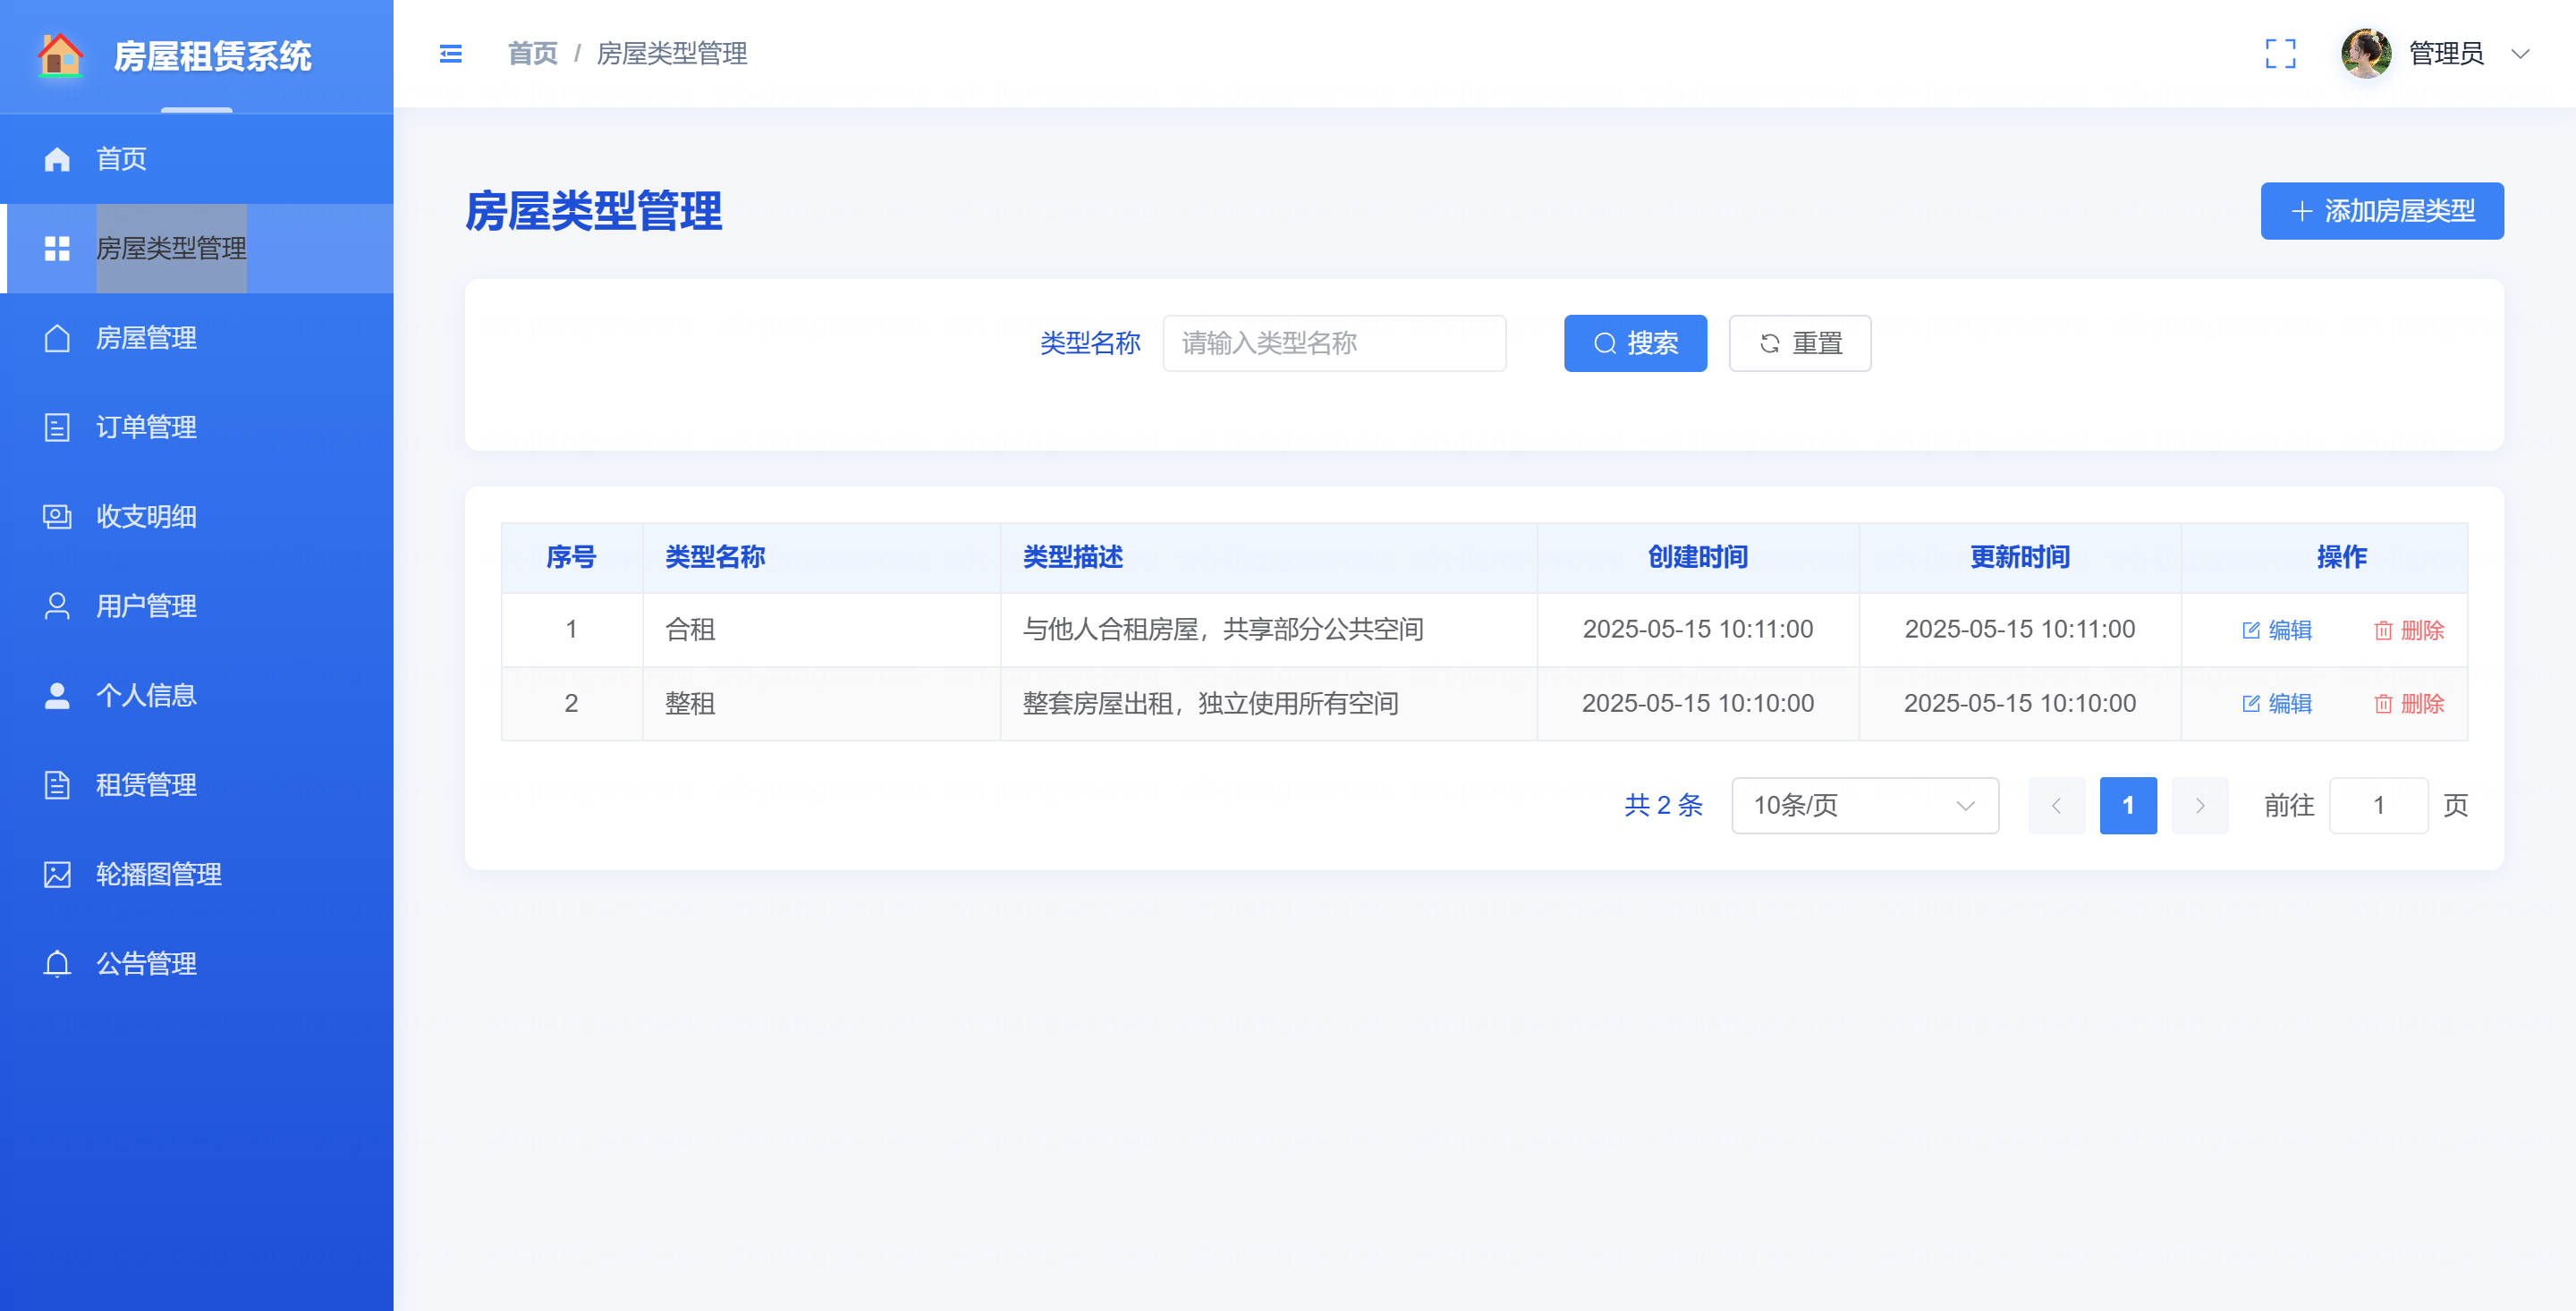 房屋租赁系统
首页 / 房屋类型管理
管理员
首页
房屋类型管理
房屋管理
订单管理
收支明细
用户管理
个人信息
租赁管理
轮播图管理
公告管理
房屋类型管理
添加房屋类型
类型名称 请输入类型名称 搜索 重置
序号 类型名称 类型描述 创建时间 更新时间 操作
1 合租 与他人合租房屋，共享部分公共空间 2025-05-15 10:11:00 2025-05-15 10:11:00 编辑 删除
2 整租 整套房屋出租，独立使用所有空间 2025-05-15 10:10:00 2025-05-15 10:10:00 编辑 删除
共 2 条 10条/页 1 前往 1 页